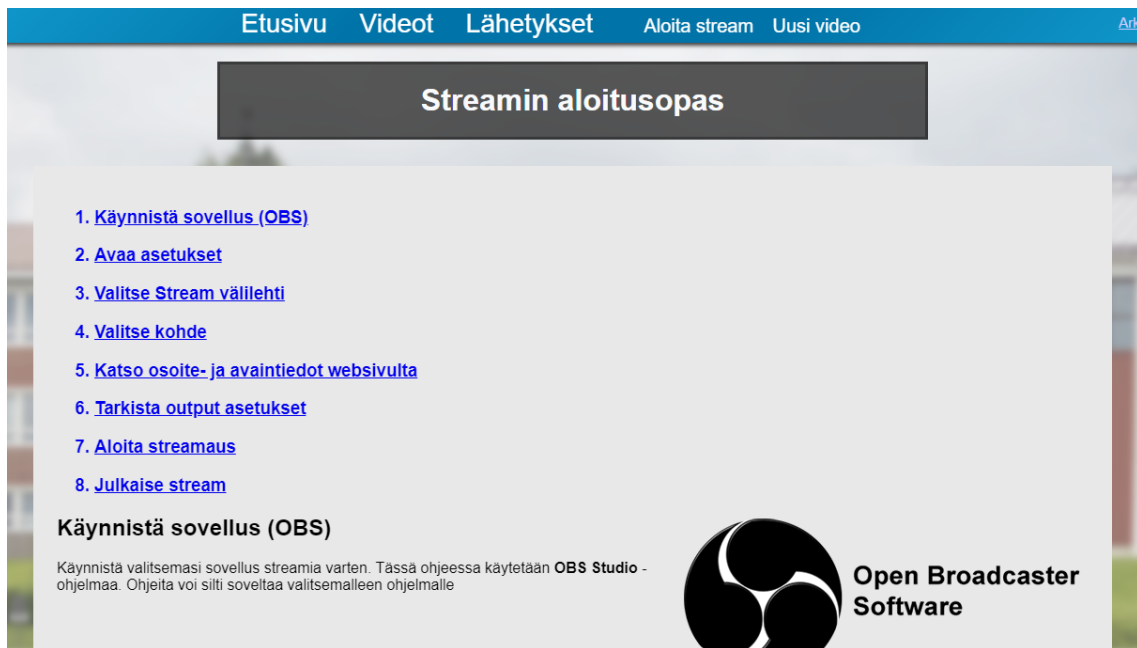 Etusivu Videot Lähetykset Aloita stream Uusi video
Streamin aloitusopas
1. Käynnistä sovellus (OBS)
2. Avaa asetukset
3. Valitse Stream välilehti
4. Valitse kohde
5. Katso osoite- ja avaintiedot websivulta
6. Tarkista output asetukset
7. Aloita streamaus
8. Julkaise stream
Käynnistä sovellus (OBS)
Käynnistä valitsemasi sovellus streamia varten. Tässä ohjeessa käytetään OBS Studio -
ohjelmaa. Ohjeita voi silti soveltaa valitsemalleen ohjelmalle
Open Broadcaster
Software